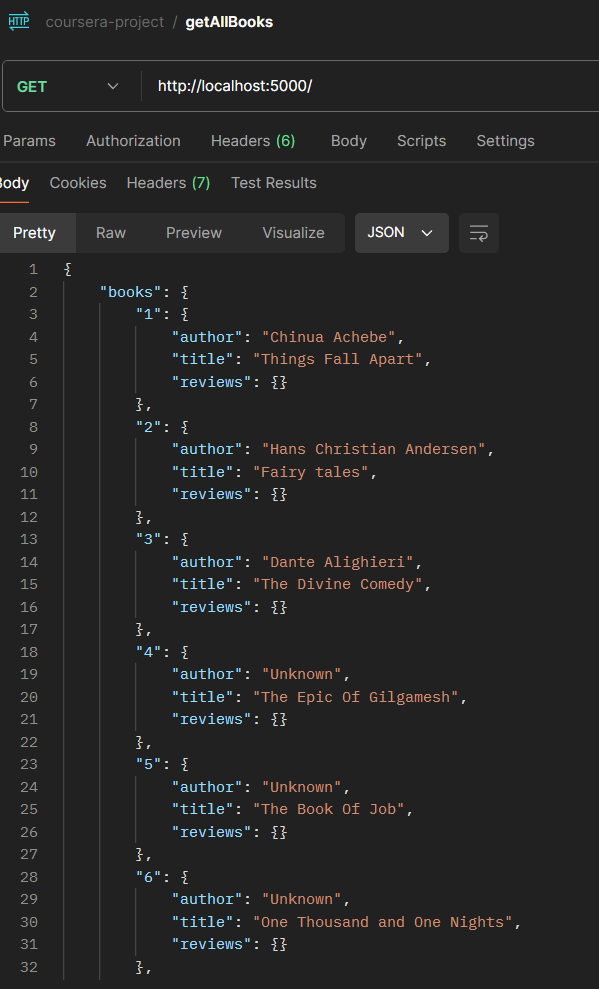 HTTP coursera-project / getAllBooks
GET http://localhost:5000/
Params Authorization Headers (6) Body Scripts Settings
Body Cookies Headers (7) Test Results
Pretty Raw Preview Visualize JSON
1 {
2 "books": {
3 "1": {
4 "author": "Chinua Achebe",
5 "title": "Things Fall Apart",
6 "reviews": {}
7 },
8 "2": {
9 "author": "Hans Christian Andersen",
10 "title": "Fairy tales",
11 "reviews": {}
12 },
13 "3": {
14 "author": "Dante Alighieri",
15 "title": "The Divine Comedy",
16 "reviews": {}
17 },
18 "4": {
19 "author": "Unknown",
20 "title": "The Epic Of Gilgamesh",
21 "reviews": {}
22 },
23 "5": {
24 "author": "Unknown",
25 "title": "The Book Of Job",
26 "reviews": {}
27 },
28 "6": {
29 "author": "Unknown",
30 "title": "One Thousand and One Nights",
31 "reviews": {}
32 },